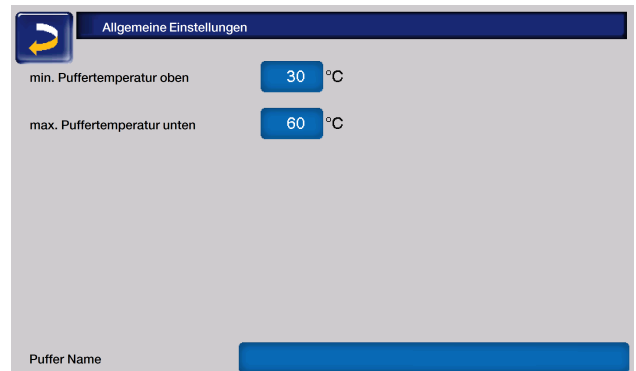 Allgemeine Einstellungen
min. Puffertemperatur oben 30 °C
max. Puffertemperatur unten 60 °C
Puffer Name